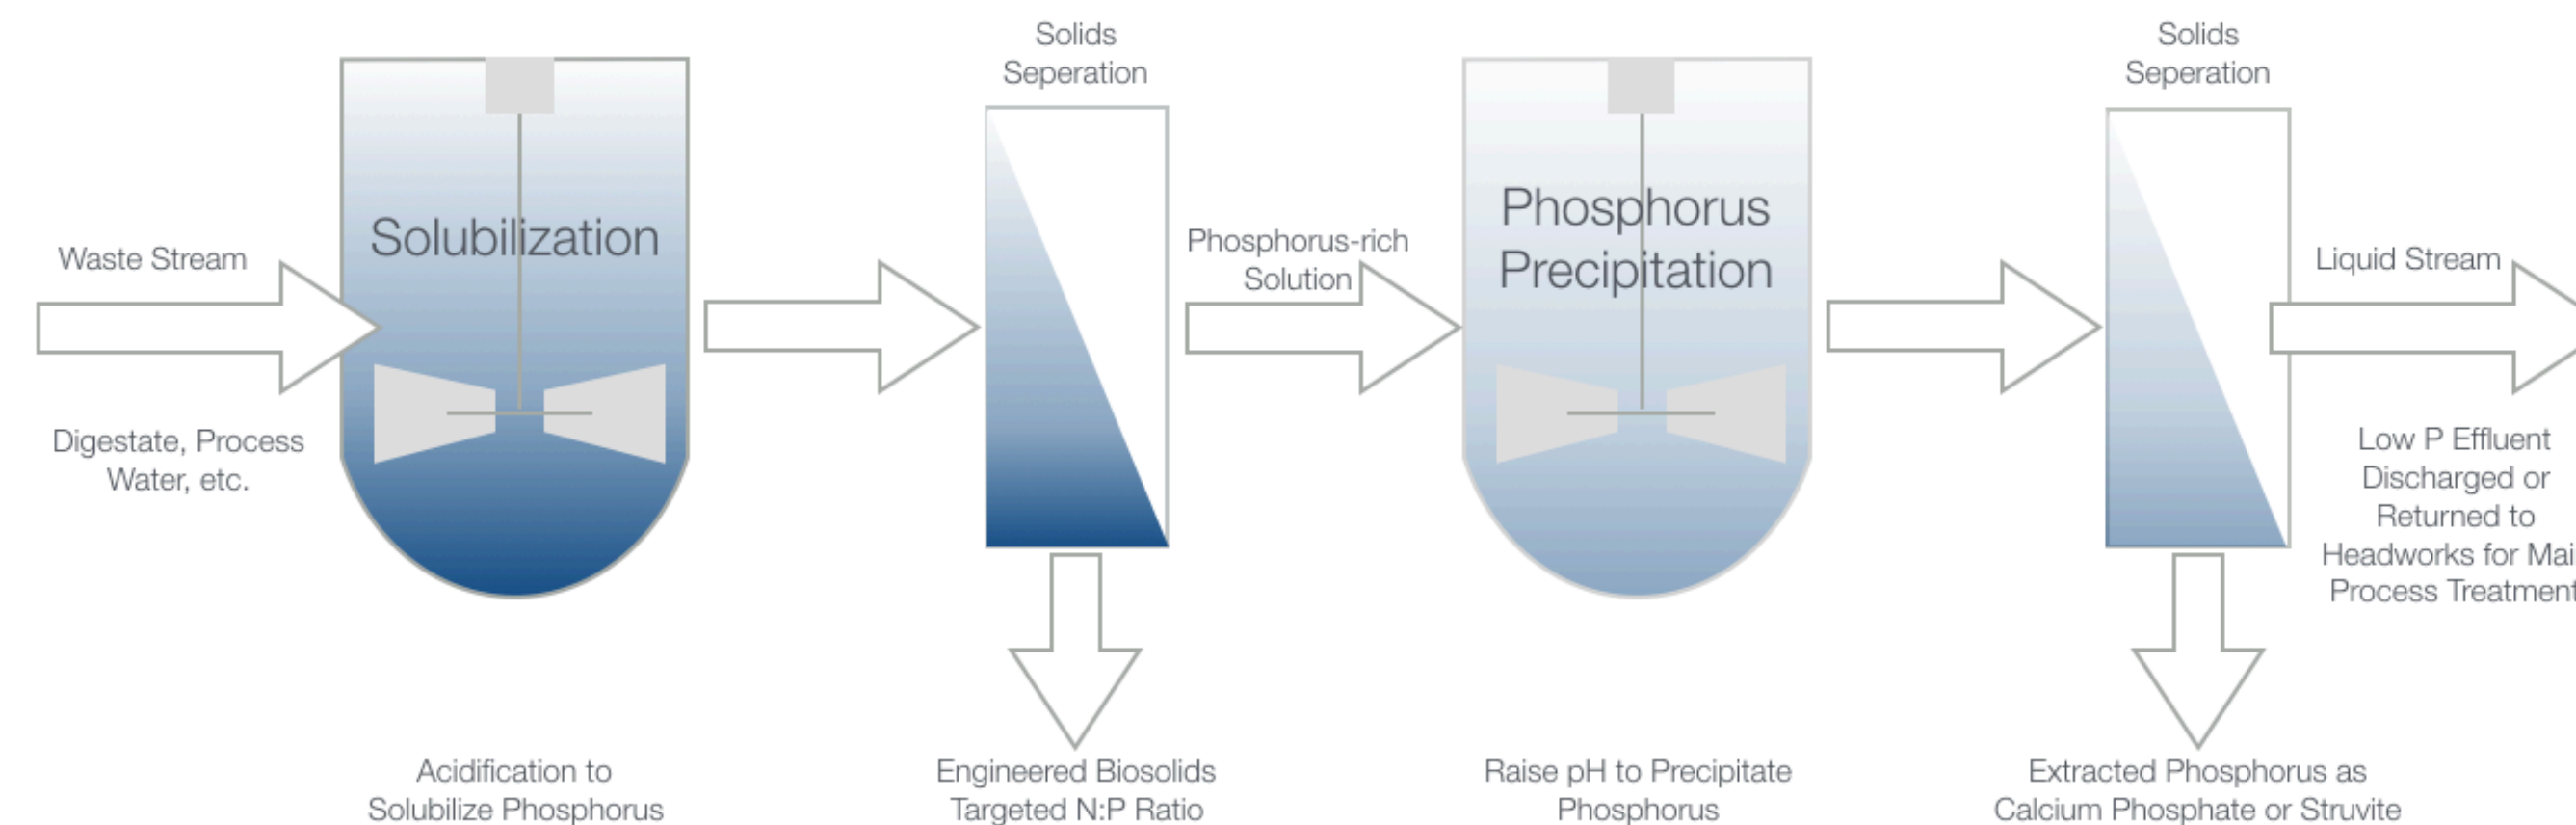 Waste Stream
Digestate, Process
Water, etc.
Solubilization
Acidification to
Solubilize Phosphorus
Solids
Seperation
Engineered Biosolids
Targeted N:P Ratio
Phosphorus-rich
Solution
Phosphorus
Precipitation
Raise pH to Precipitate
Phosphorus
Solids
Seperation
Extracted Phosphorus as
Calcium Phosphate or Struvite
Liquid Stream
Low P Effluent
Discharged or
Returned to
Headworks for Mai
Process Treatment